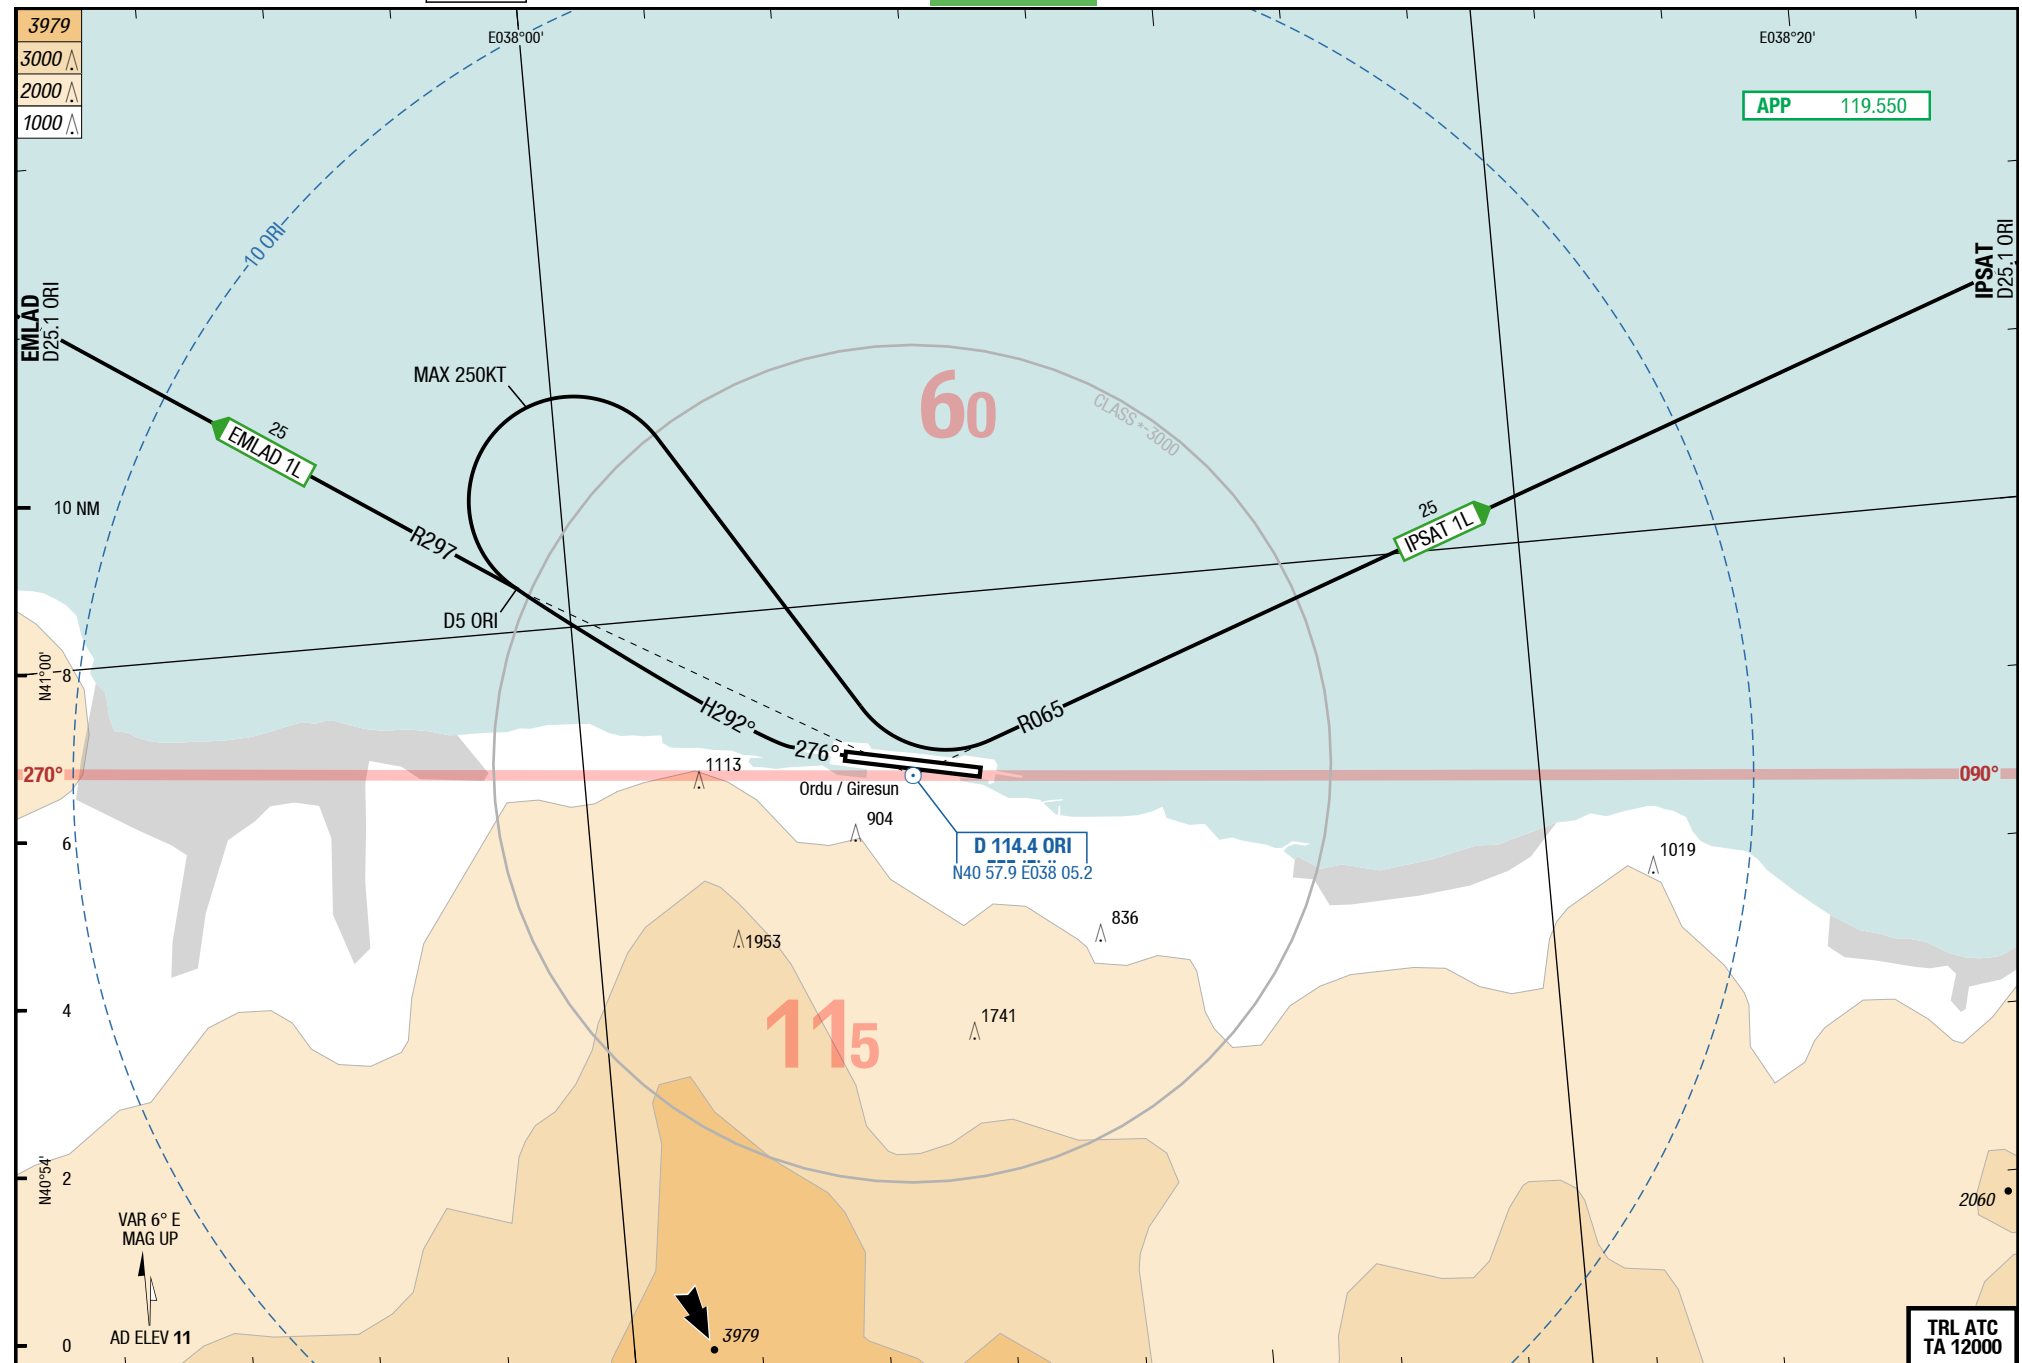 3979
3000
2000
1000
E038°00'
E038°20'
APP 119.550
10 ORI
EMLAD
D25.1 ORI
IPSAT
D25.1 ORI
MAX 250KT
60
CLASS *-3000
25
EMLAD 1L
25
IPSAT 1L
10 NM
R297
D5 ORI
N41°00'
8
H292°
R065
276°
270°
090°
1113
Ordu / Giresun
904
D 114.4 ORI
N40 57.9 E038 05.2
6
1019
836
1953
4
115
1741
N40°54'
2
2060
VAR 6° E
MAG UP
AD ELEV 11
0
3979
TRL ATC
TA 12000